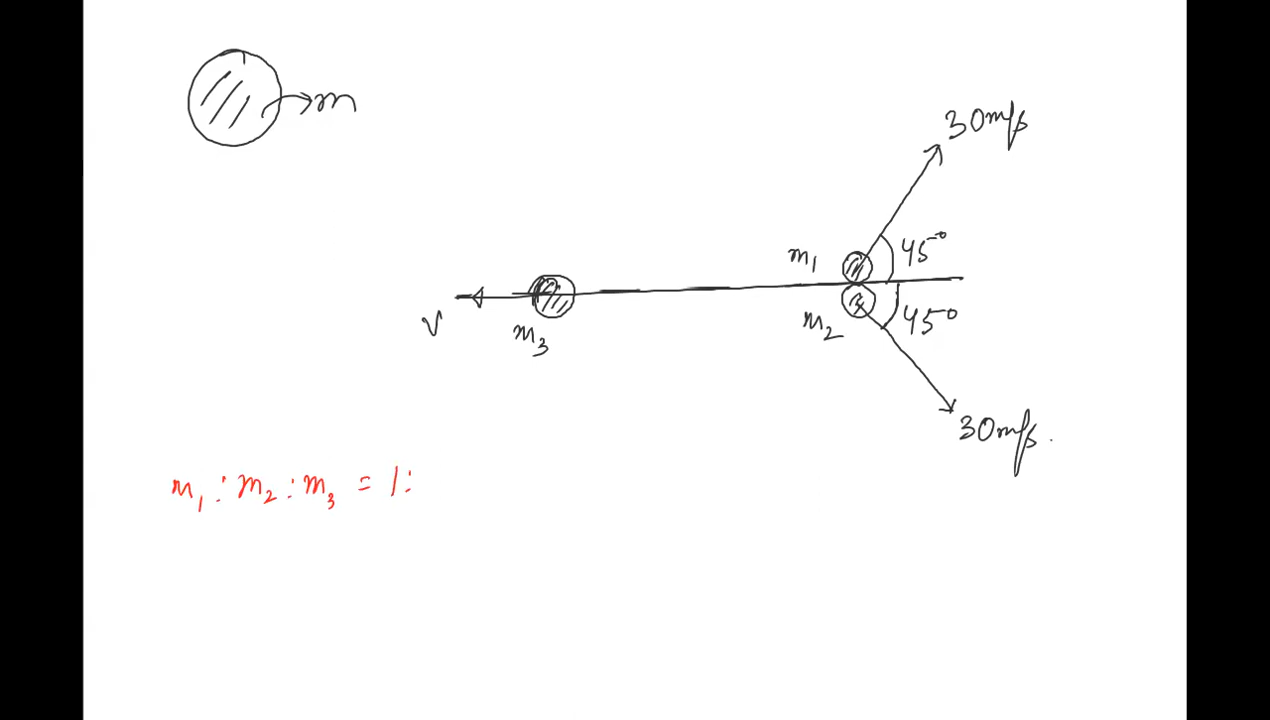 m
30m/s
m₁
45°
m₂
45°
v
m₃
30m/s.
m₁ : m₂ : m₃ = 1 :